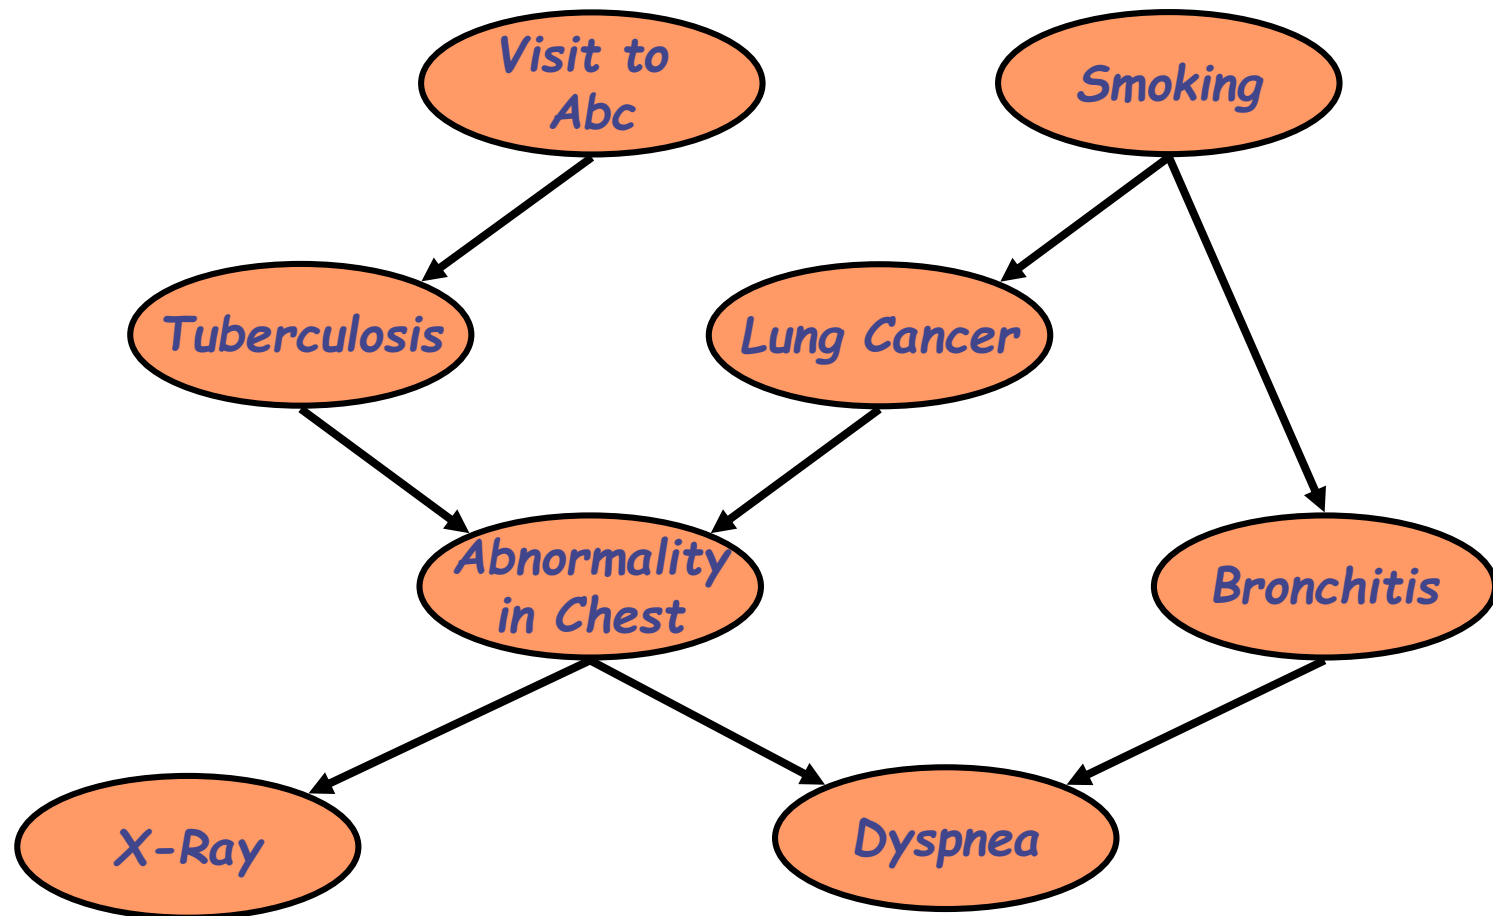 Visit to
Abc
Smoking
Tuberculosis
Lung Cancer
Abnormality
in Chest
Bronchitis
X-Ray
Dyspnea